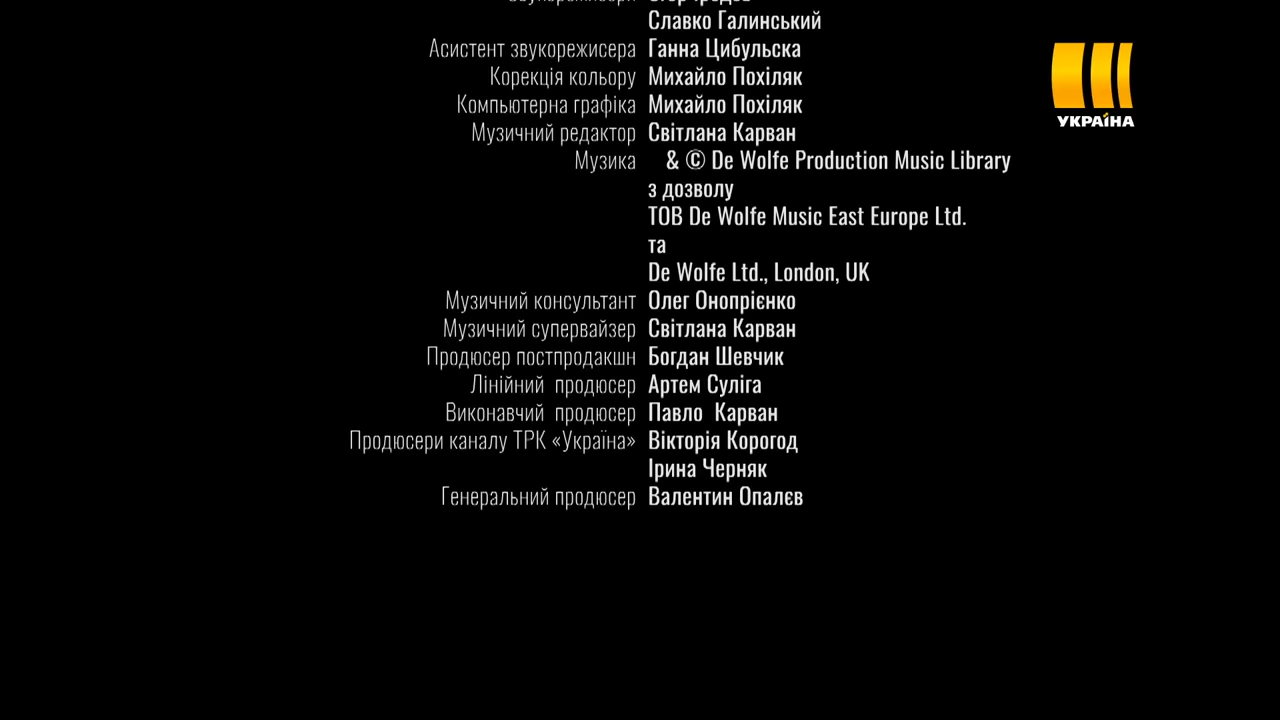 Славко Галинський
Асистент звукорежисера Ганна Цибульска
Корекція кольору Михайло Похіляк
Компьютерна графіка Михайло Похіляк
Музичний редактор Світлана Карван
Музика & © De Wolfe Production Music Library
з дозволу
ТОВ De Wolfe Music East Europe Ltd.
та
De Wolfe Ltd., London, UK
Музичний консультант Олег Онопрієнко
Музичний супервайзер Світлана Карван
Продюсер постпродакшн Богдан Шевчик
Лінійний продюсер Артем Суліга
Виконавчий продюсер Павло Карван
Продюсери каналу ТРК «Україна» Вікторія Корогод
Ірина Черняк
Генеральний продюсер Валентин Опалєв
УКРАЇНА